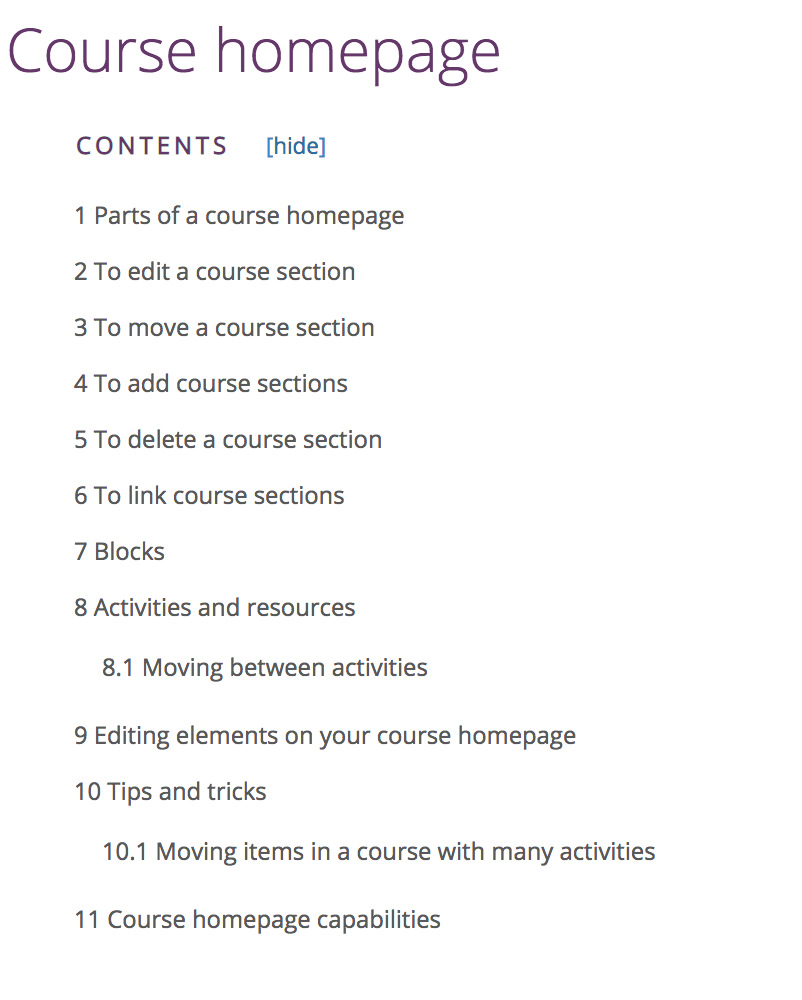 Course homepage
CONTENTS [hide]
1 Parts of a course homepage
2 To edit a course section
3 To move a course section
4 To add course sections
5 To delete a course section
6 To link course sections
7 Blocks
8 Activities and resources
8.1 Moving between activities
9 Editing elements on your course homepage
10 Tips and tricks
10.1 Moving items in a course with many activities
11 Course homepage capabilities